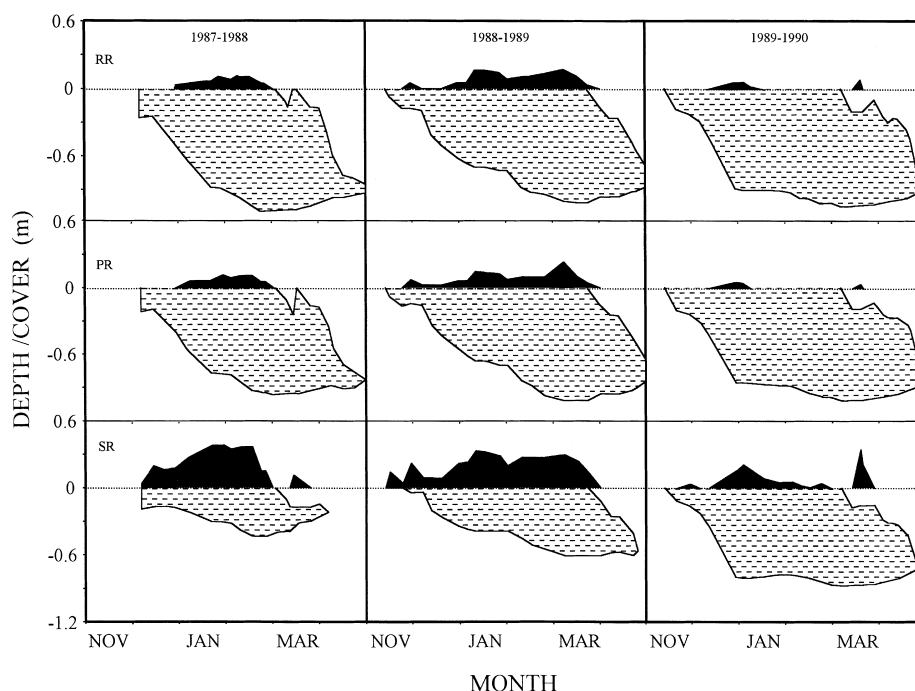 0.6
1987-1988
1988-1989
1989-1990
RR
0
-0.6
0.6
PR
0
-0.6
0.6
SR
0
-0.6
-1.2
DEPTH /COVER (m)
NOV JAN MAR NOV JAN MAR NOV JAN MAR
MONTH